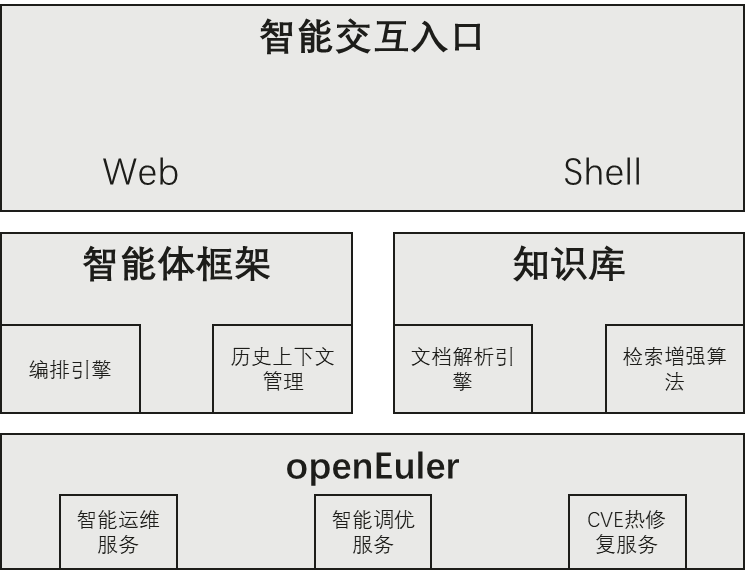 智能交互入口
Web
Shell
智能体框架
编排引擎
历史上下文
管理
知识库
文档解析引
擎
检索增强算
法
openEuler
智能运维
服务
智能调优
服务
CVE热修
复服务